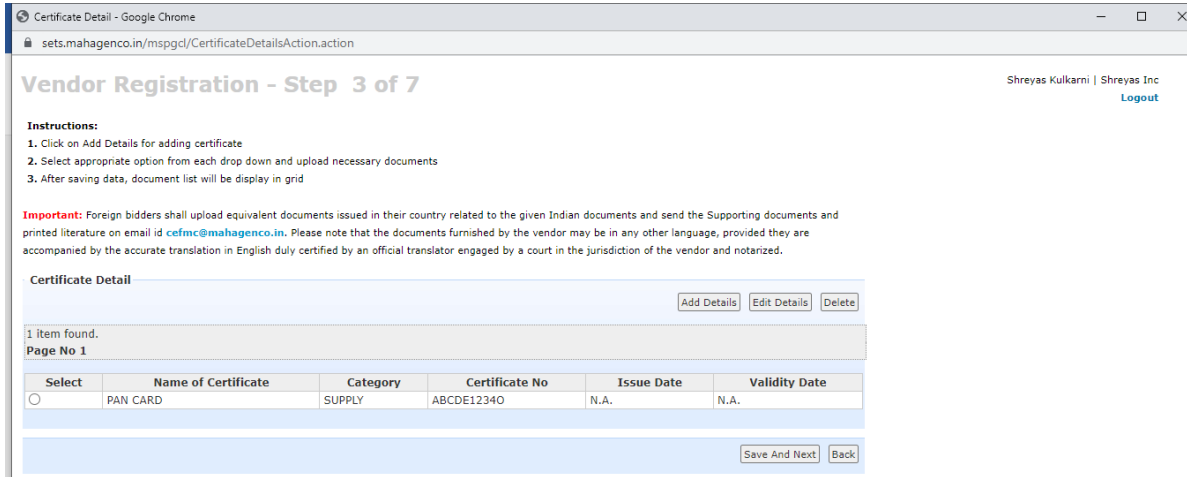 Certificate Detail - Google Chrome
sets.mahagenco.in/mspgcl/CertificateDetailsAction.action
Vendor Registration - Step 3 of 7
Shreyas Kulkarni | Shreyas Inc
Logout
Instructions:
1. Click on Add Details for adding certificate
2. Select appropriate option from each drop down and upload necessary documents
3. After saving data, document list will be display in grid
Important: Foreign bidders shall upload equivalent documents issued in their country related to the given Indian documents and send the Supporting documents and
printed literature on email id cefmc@mahagenco.in. Please note that the documents furnished by the vendor may be in any other language, provided they are
accompanied by the accurate translation in English duly certified by an official translator engaged by a court in the jurisdiction of the vendor and notarized.
Certificate Detail
Add Details Edit Details Delete
1 item found.
Page No 1
Select Name of Certificate Category Certificate No Issue Date Validity Date
PAN CARD SUPPLY ABCDE1234O N.A. N.A.
Save And Next Back